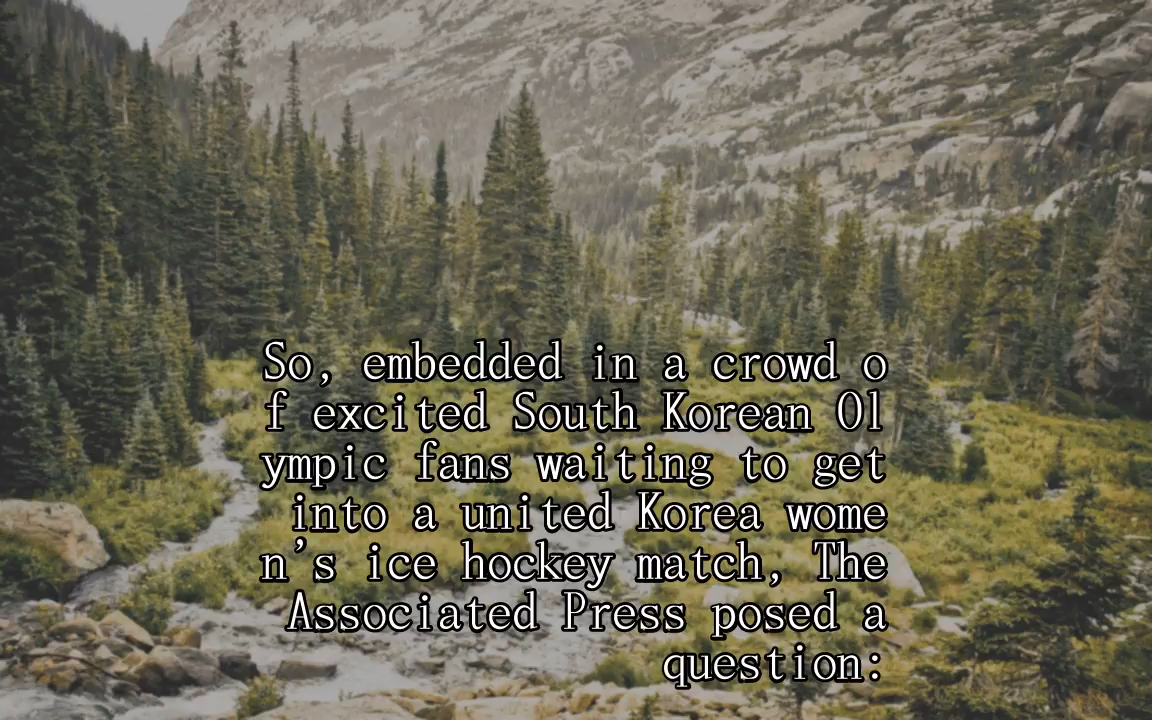 So, embedded in a crowd o
f excited South Korean Ol
ympic fans waiting to get
into a united Korea wome
n's ice hockey match, The
Associated Press posed a
question: